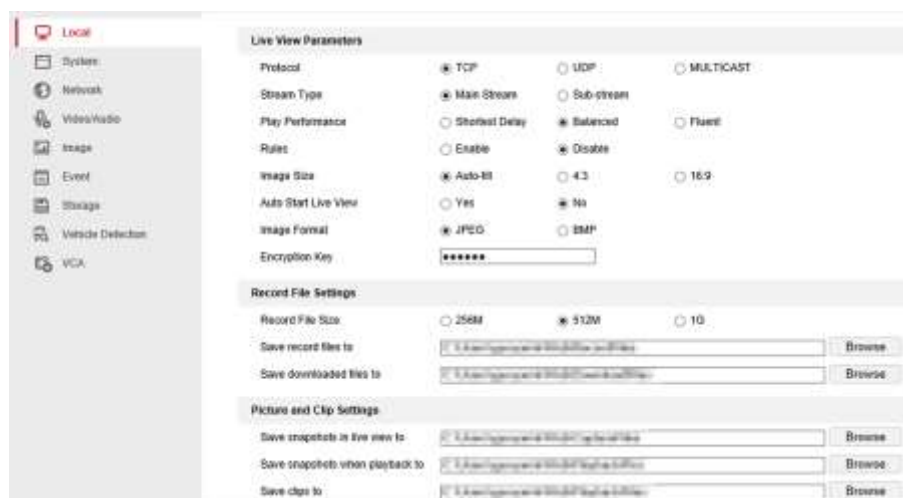 Local
System
Network
Video/Audio
Image
Event
Storage
Vehicle Detection
VCA
Live View Parameters
Protocol TCP UDP MULTICAST
Stream Type Main Stream Sub-stream
Play Performance Shortest Delay Balanced Fluent
Rules Enable Disable
Image Size Auto-fill 4:3 16:9
Auto Start Live View Yes No
Image Format JPEG BMP
Encryption Key ●●●●●●
Record File Settings
Record File Size 256M 512M 1G
Save record files to Browse
Save downloaded files to Browse
Picture and Clip Settings
Save snapshots in live view to Browse
Save snapshots when playback to Browse
Save clips to Browse